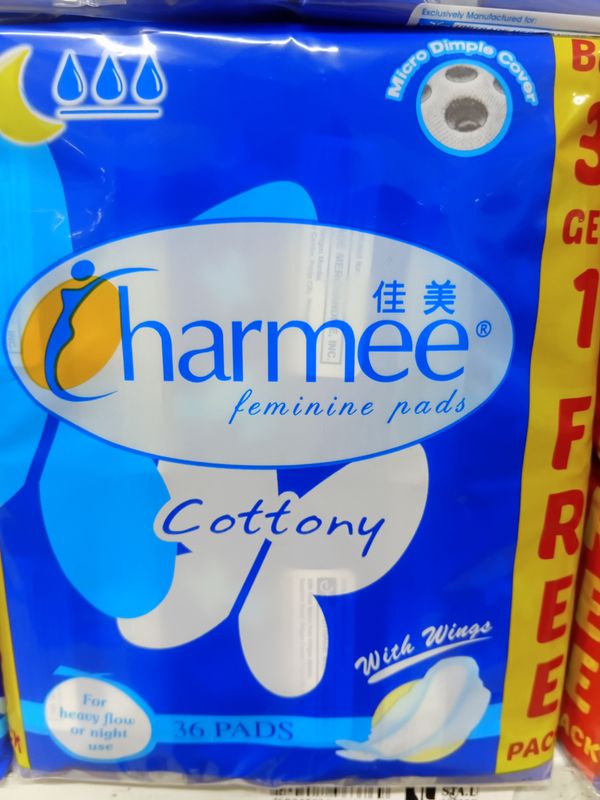 Exclusively Manufactured for:
Micro Dimple Cover
佳美
Charmee®
feminine pads
Cottony
With Wings
For
heavy flow
or night
use
36 PADS
3
GE
1
FREE
PAC